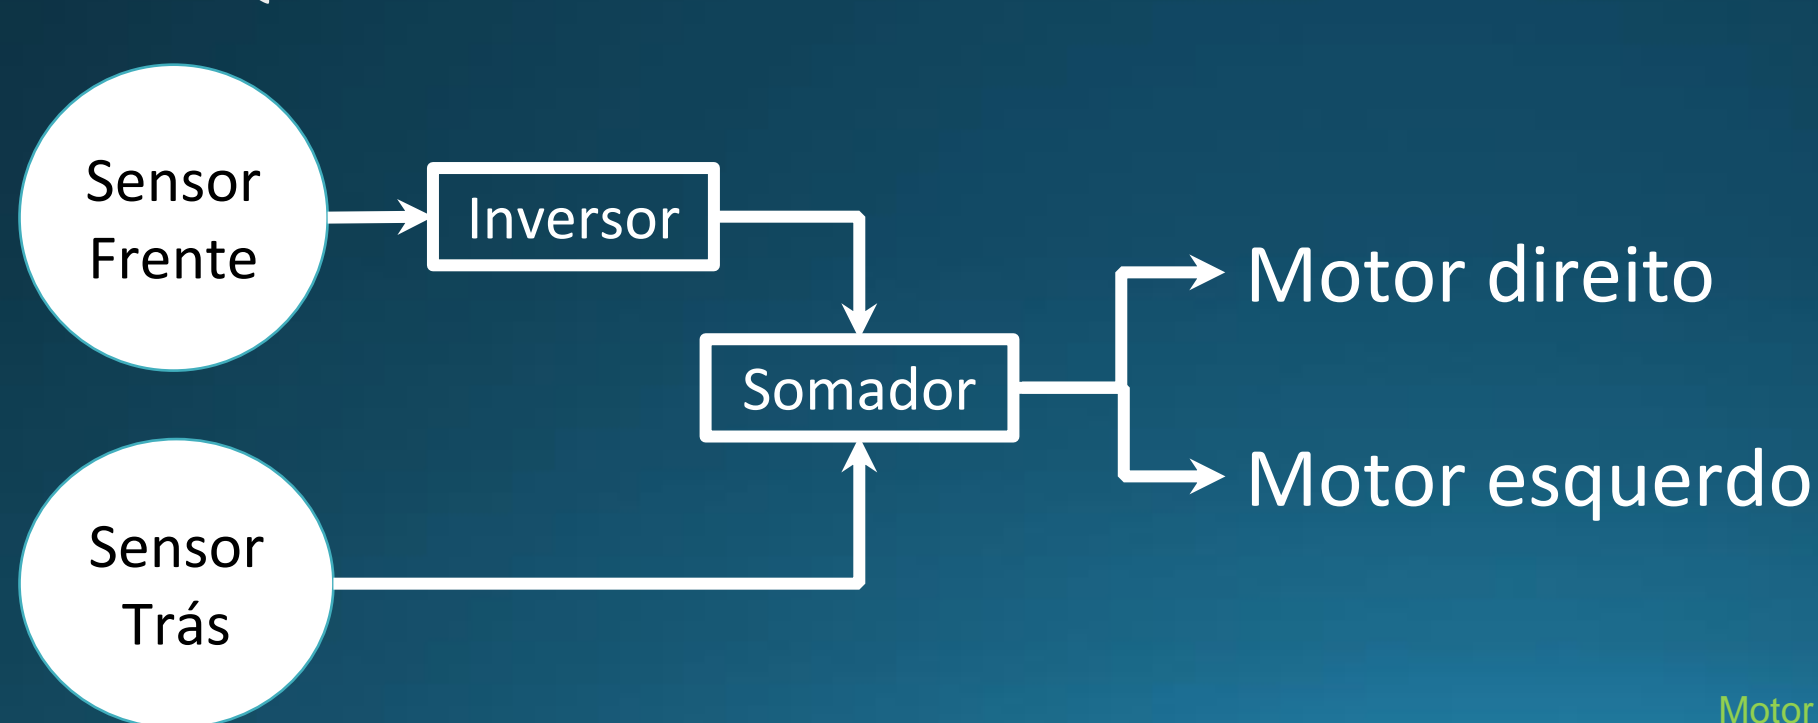 Sensor
Frente
Inversor
Motor direito
Somador
Motor esquerdo
Sensor
Trás
Motor